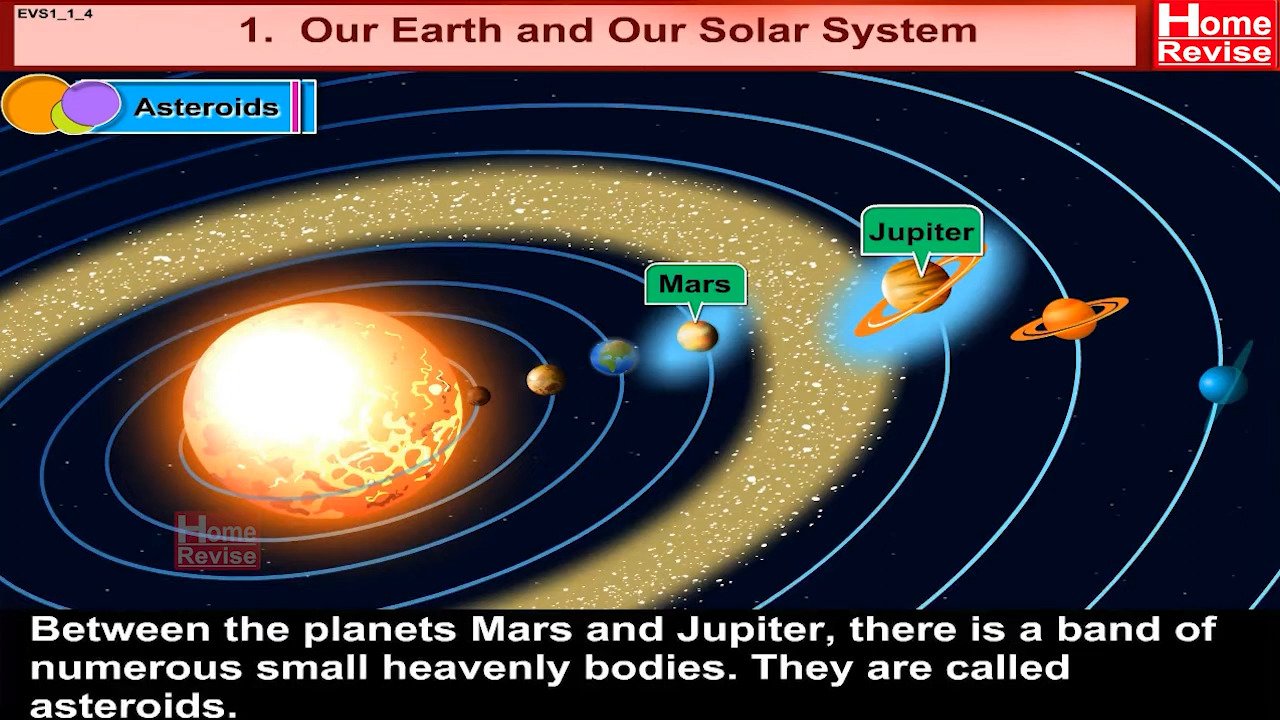 EVS1_1_4
1. Our Earth and Our Solar System
Home
Revise
Asteroids
Jupiter
Mars
Home
Revise
Between the planets Mars and Jupiter, there is a band of
numerous small heavenly bodies. They are called
asteroids.